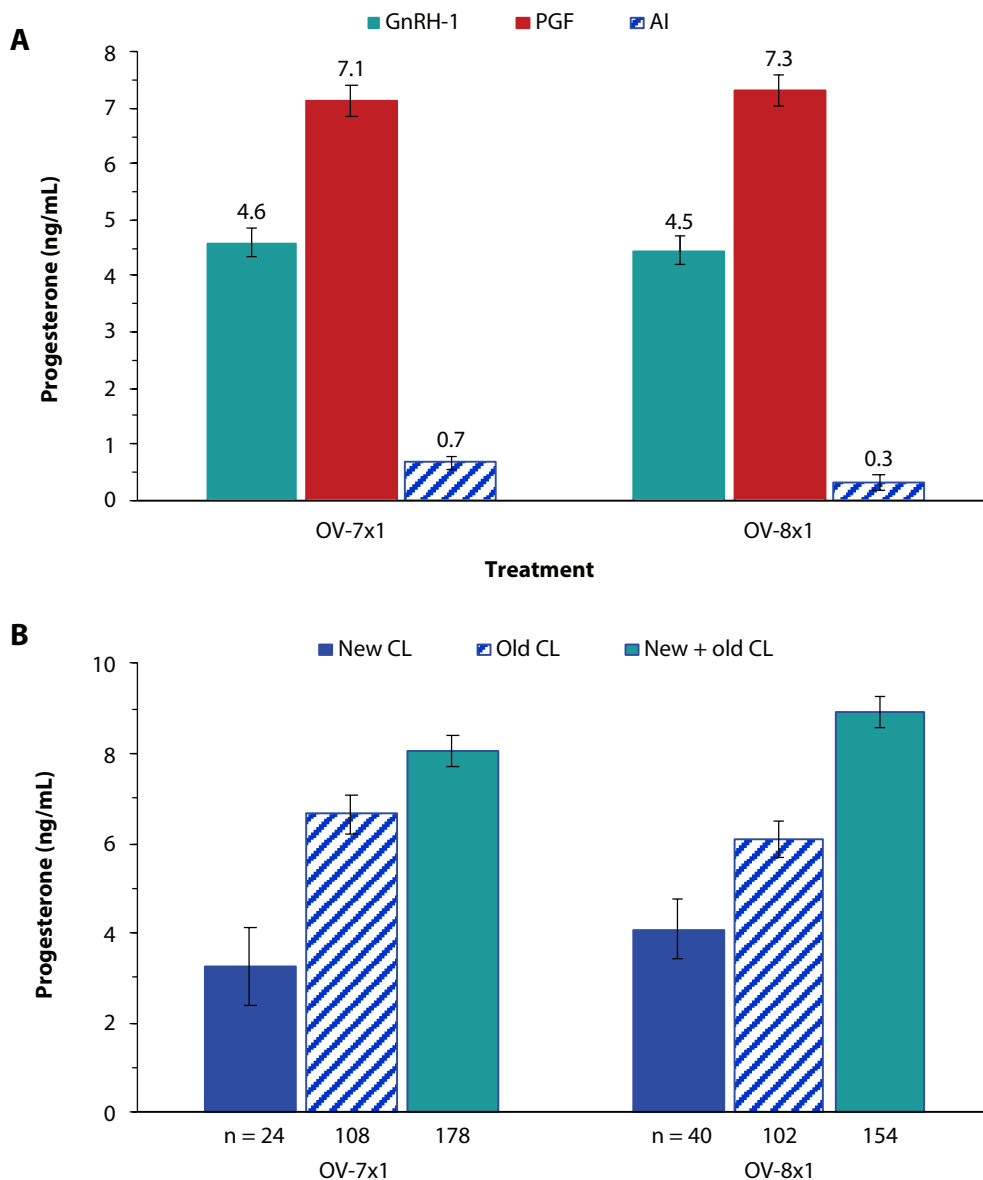 GnRH-1 PGF AI
A
8
7
6
5
4
3
2
1
0
Progesterone (ng/mL)
4.6
7.1
0.7
4.5
7.3
0.3
OV-7x1 OV-8x1
Treatment
B
New CL Old CL New + old CL
10
8
6
4
2
0
Progesterone (ng/mL)
n = 24 108 178 n = 40 102 154
OV-7x1 OV-8x1